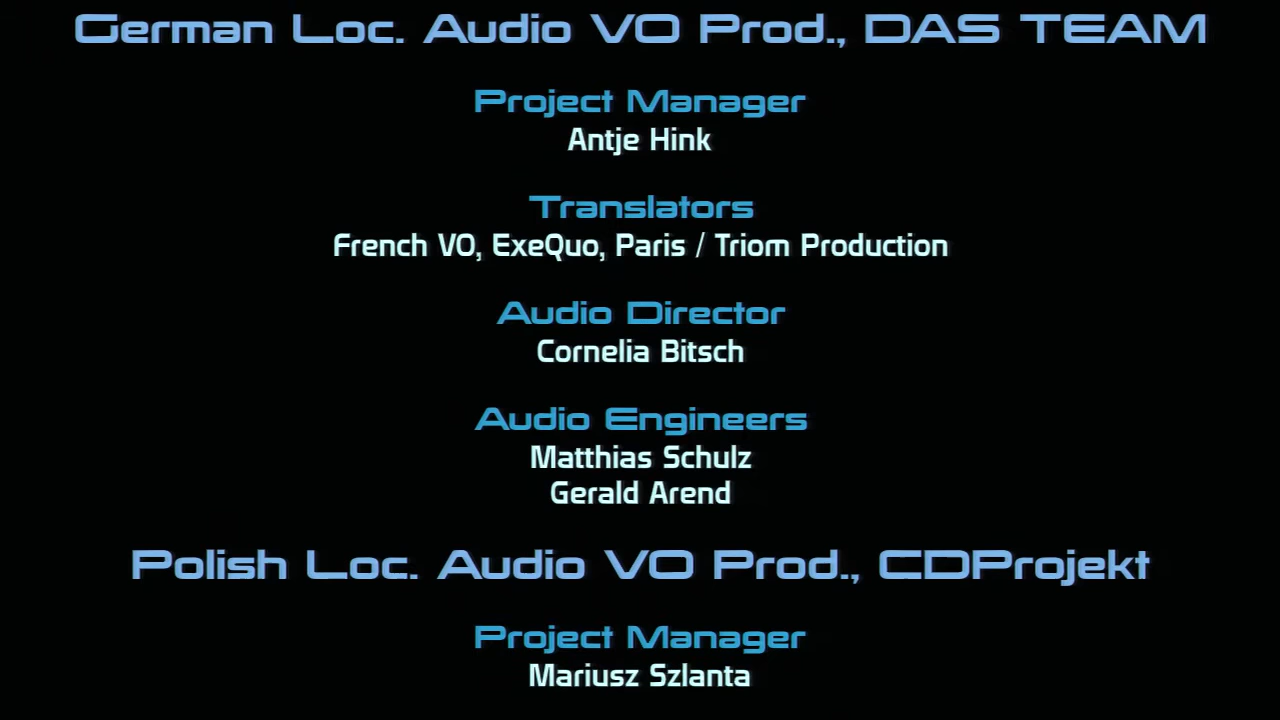 German Loc. Audio VO Prod., DAS TEAM
Project Manager
Antje Hink
Translators
French VO, ExeQuo, Paris / Triom Production
Audio Director
Cornelia Bitsch
Audio Engineers
Matthias Schulz
Gerald Arend
Polish Loc. Audio VO Prod., CDProjekt
Project Manager
Mariusz Szlanta